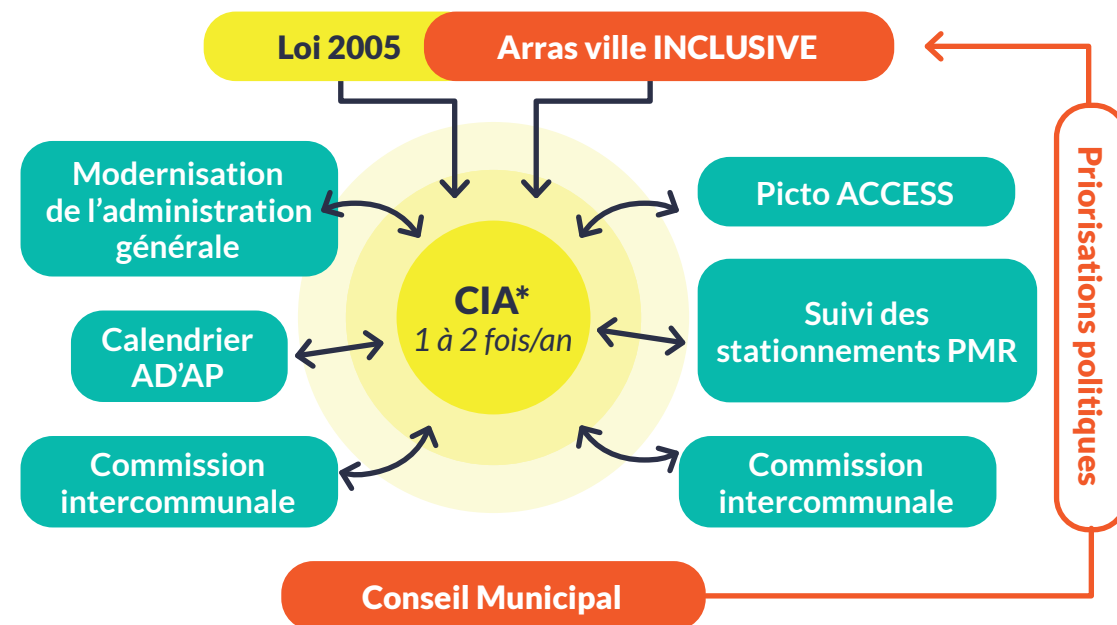 Loi 2005
Arras ville INCLUSIVE
Modernisation
de l’administration
générale
Picto ACCESS
CIA*
1 à 2 fois/an
Calendrier
AD’AP
Suivi des
stationnements PMR
Commission
intercommunale
Commission
intercommunale
Conseil Municipal
Priorisations politiques